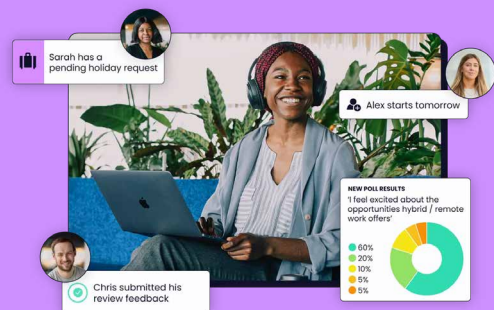 Sarah has a
pending holiday request
Alex starts tomorrow
NEW POLL RESULTS
'I feel excited about the
opportunities hybrid / remote
work offers'
60%
20%
10%
5%
5%
Chris submitted his
review feedback